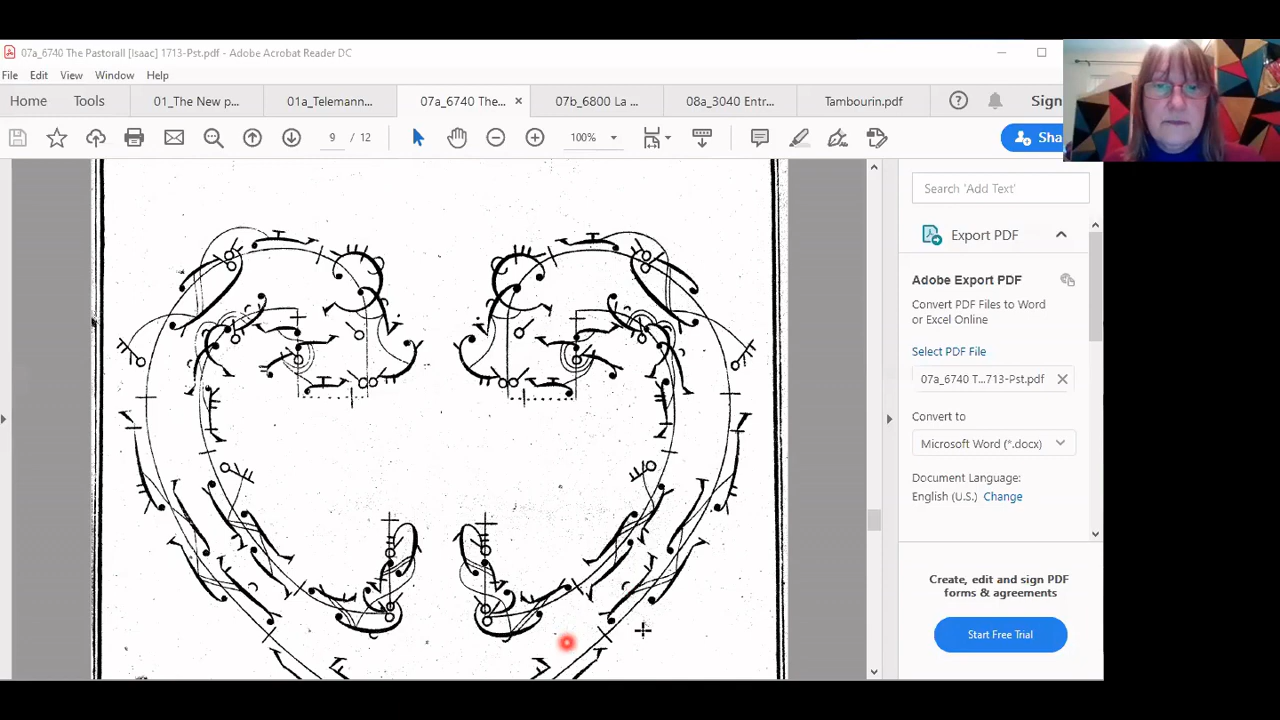 07a_6740 The Pastorall [Isaac] 1713-Pst.pdf - Adobe Acrobat Reader DC
File Edit View Window Help
Home Tools 01_The New p... 01a_Telemann... 07a_6740 The... × 07b_6800 La ... 08a_3040 Entr... Tambourin.pdf Sign
9 / 12 100% Sha
Search 'Add Text'
Export PDF
Adobe Export PDF
Convert PDF Files to Word
or Excel Online
Select PDF File
07a_6740 T...713-Pst.pdf
Convert to
Microsoft Word (*.docx)
Document Language:
English (U.S.) Change
Create, edit and sign PDF
forms & agreements
Start Free Trial